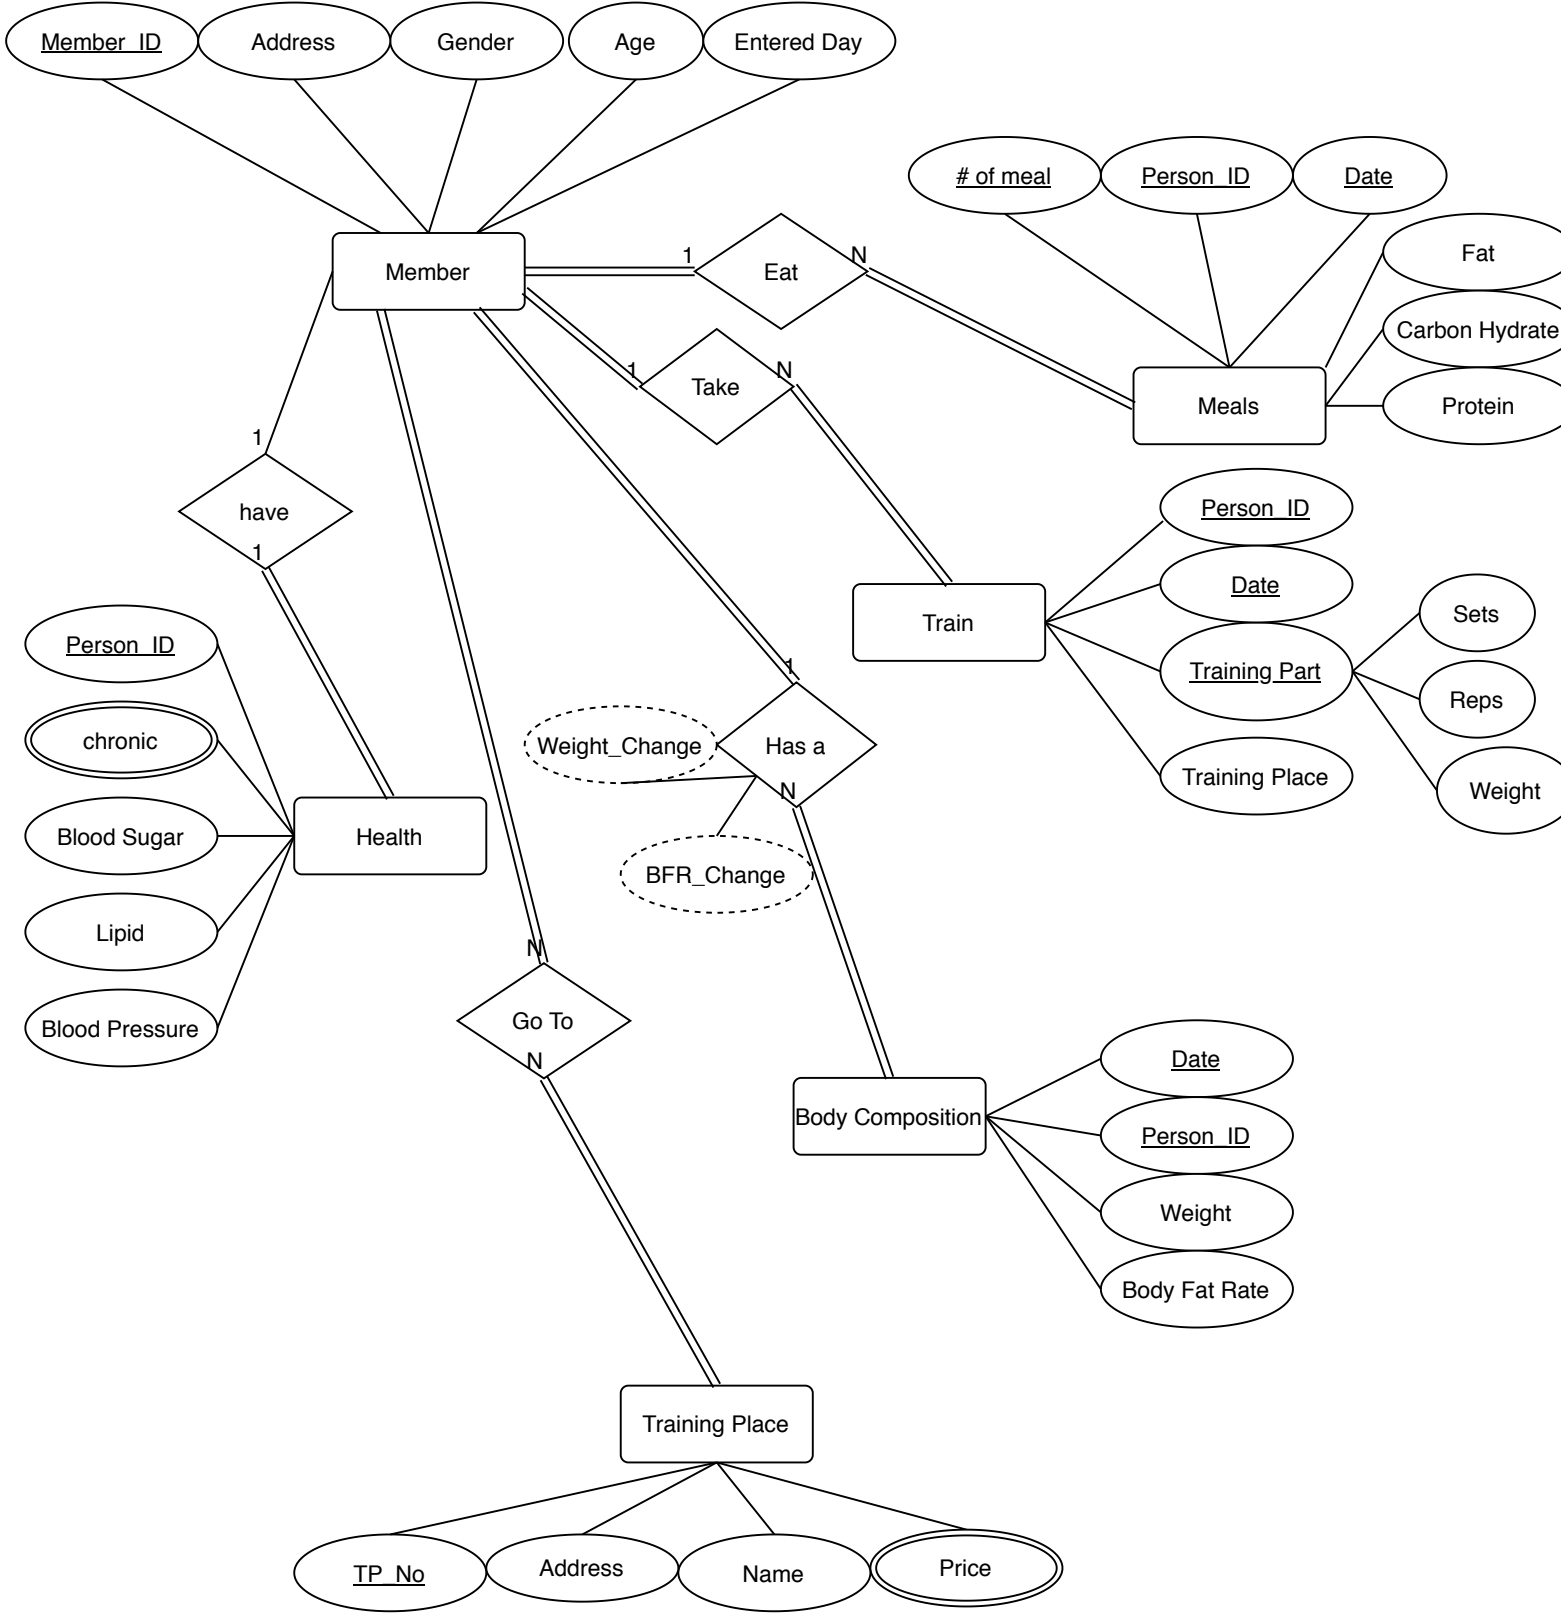 Member_ID
Address
Gender
Age
Entered Day
# of meal
Person_ID
Date
Fat
Carbon Hydrate
Protein
Member
1
Eat
N
Meals
1
Take
N
1
have
1
Person_ID
Date
Training Part
Training Place
Sets
Reps
Weight
Train
Person_ID
chronic
Blood Sugar
Lipid
Blood Pressure
Health
1
Weight_Change
Has a
N
BFR_Change
N
Go To
N
Body Composition
Date
Person_ID
Weight
Body Fat Rate
Training Place
TP_No
Address
Name
Price